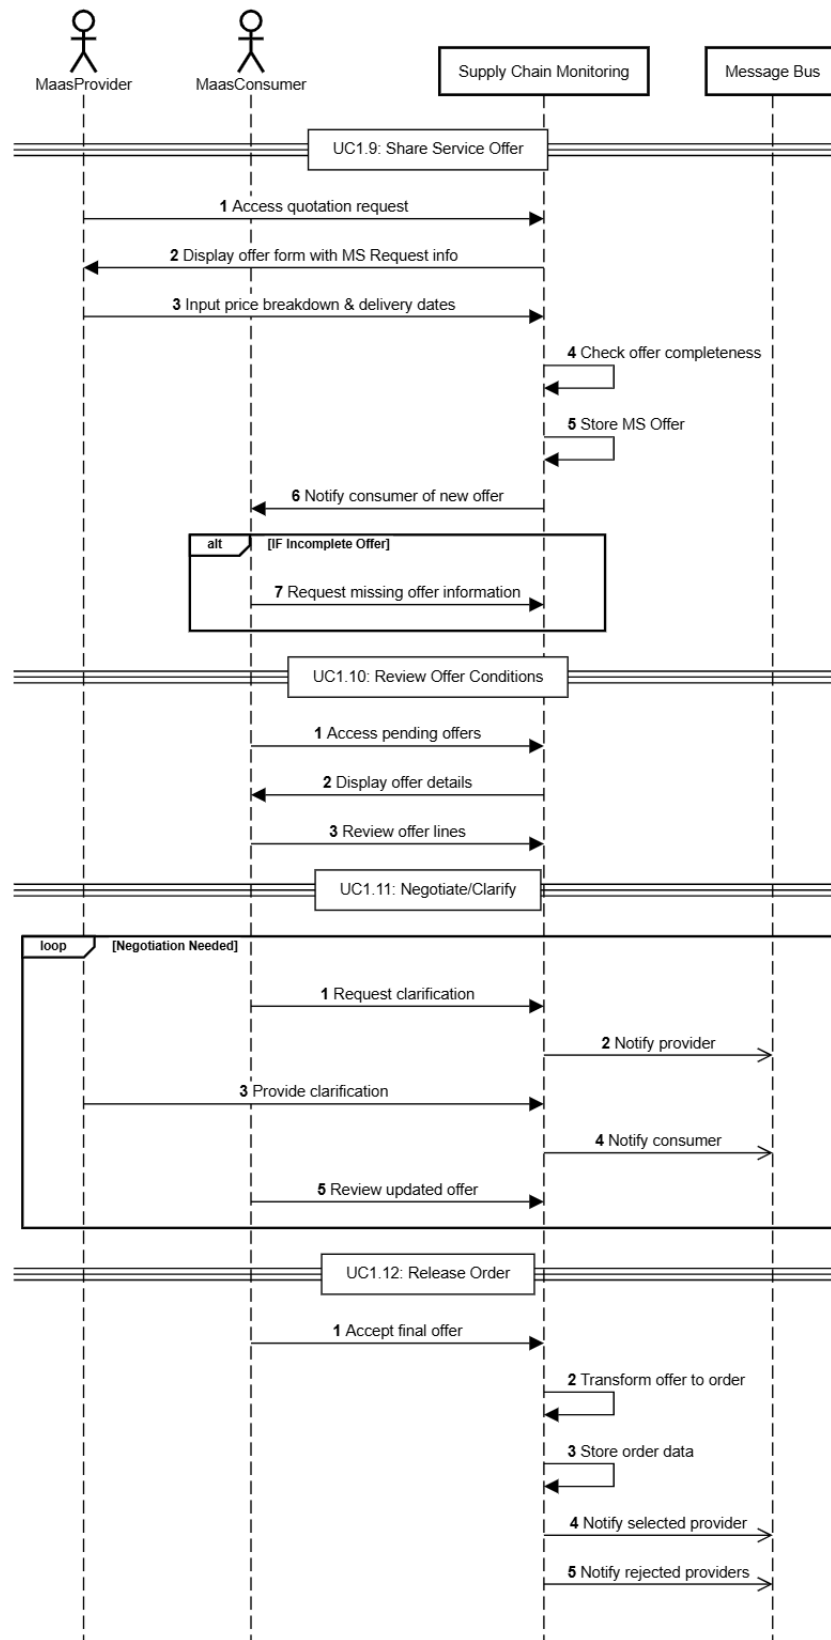 MaasProvider
MaasConsumer
Supply Chain Monitoring
Message Bus
UC1.9: Share Service Offer
1 Access quotation request
2 Display offer form with MS Request info
3 Input price breakdown & delivery dates
4 Check offer completeness
5 Store MS Offer
6 Notify consumer of new offer
alt [IF Incomplete Offer]
7 Request missing offer information
UC1.10: Review Offer Conditions
1 Access pending offers
2 Display offer details
3 Review offer lines
UC1.11: Negotiate/Clarify
loop [Negotiation Needed]
1 Request clarification
2 Notify provider
3 Provide clarification
4 Notify consumer
5 Review updated offer
UC1.12: Release Order
1 Accept final offer
2 Transform offer to order
3 Store order data
4 Notify selected provider
5 Notify rejected providers